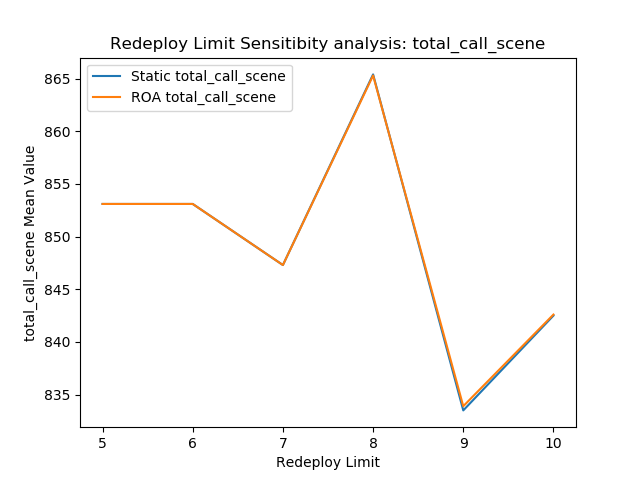 Redeploy Limit Sensitibity analysis: total_call_scene
Static total_call_scene
ROA total_call_scene
865
860
855
850
845
840
835
total_call_scene Mean Value
5 6 7 8 9 10
Redeploy Limit